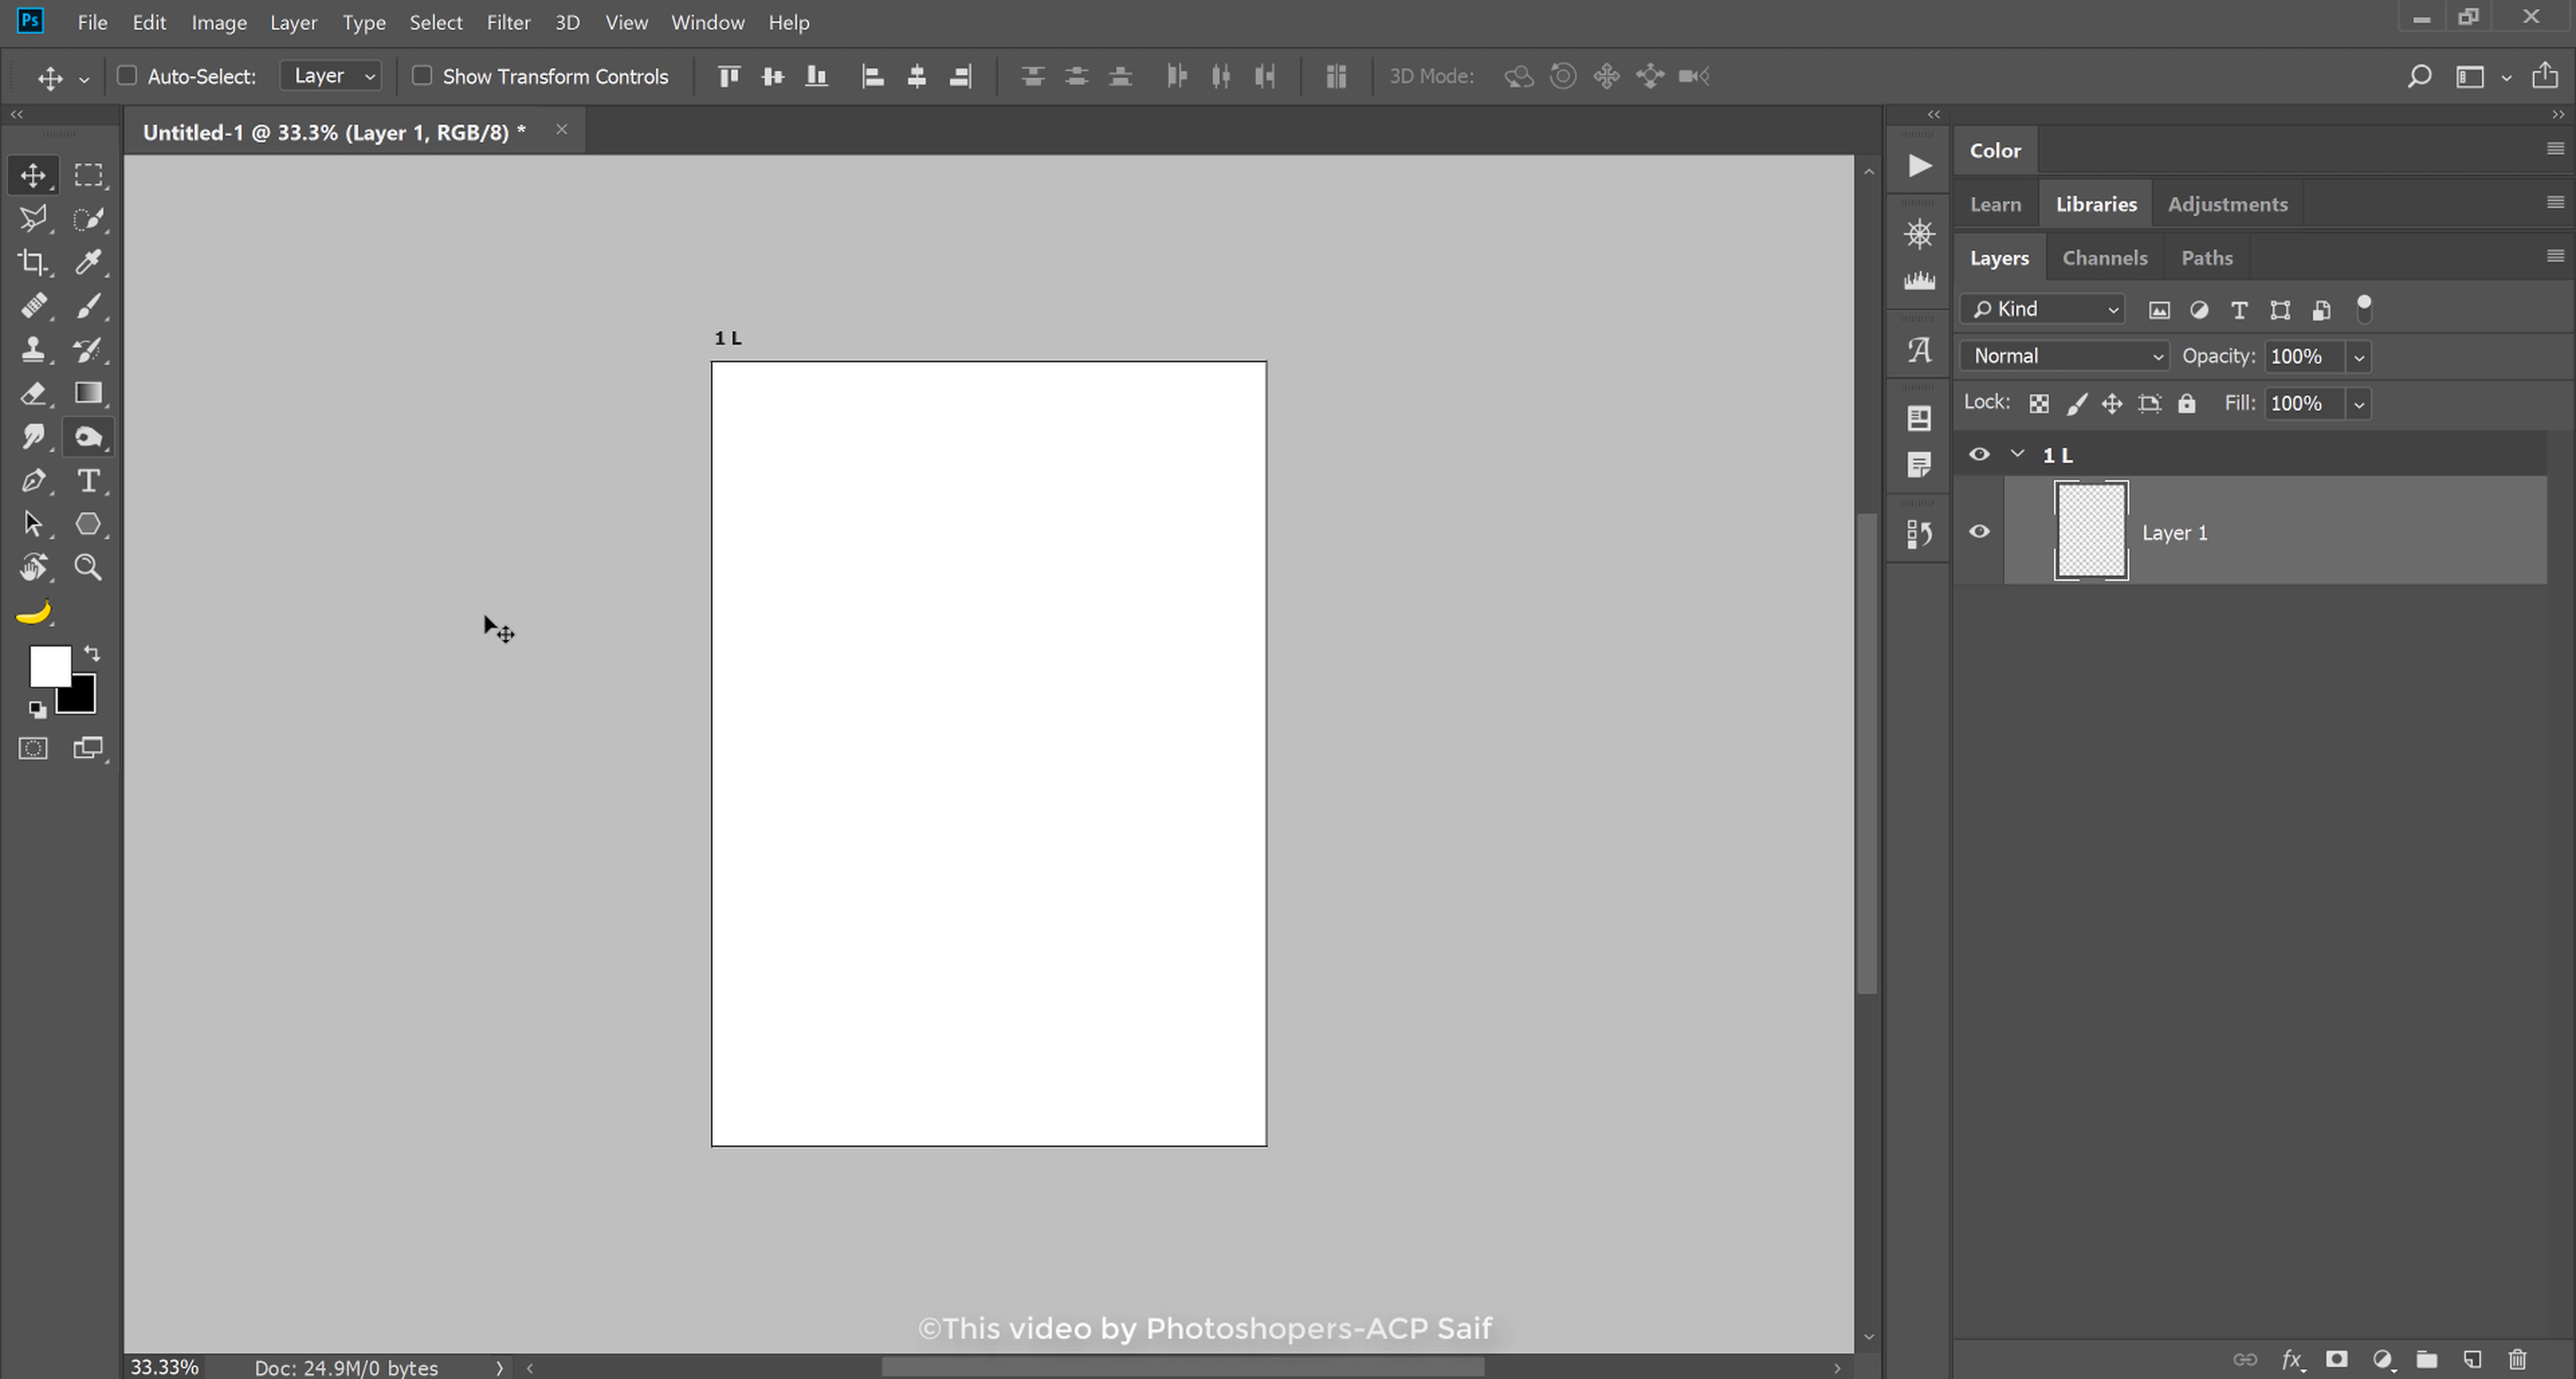 Ps File Edit Image Layer Type Select Filter 3D View Window Help
Auto-Select: Layer Show Transform Controls 3D Mode:
Untitled-1 @ 33.3% (Layer 1, RGB/8) *
Color
Learn Libraries Adjustments
Layers Channels Paths
Kind
Normal Opacity: 100%
Lock: Fill: 100%
1 L
1 L
Layer 1
©This video by Photoshopers-ACP Saif
33.33% Doc: 24.9M/0 bytes
fx